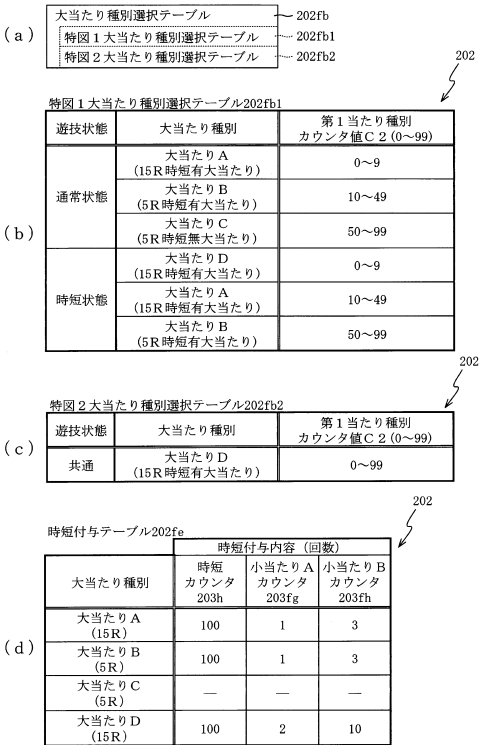 (a)
大当たり種別選択テーブル
202fb
特図１大当たり種別選択テーブル
202fb1
特図２大当たり種別選択テーブル
202fb2
202
特図１大当たり種別選択テーブル202fb1
(b)
遊技状態
大当たり種別
第１当たり種別
カウンタ値Ｃ２(0～99)
通常状態
大当たりＡ
(15R時短有大当たり)
0～9
大当たりＢ
(5R時短有大当たり)
10～49
大当たりＣ
(5R時短無大当たり)
50～99
時短状態
大当たりＤ
(15R時短有大当たり)
0～9
大当たりＡ
(15R時短有大当たり)
10～49
大当たりＢ
(5R時短有大当たり)
50～99
202
特図２大当たり種別選択テーブル202fb2
(c)
遊技状態
大当たり種別
第１当たり種別
カウンタ値Ｃ２(0～99)
共通
大当たりＤ
(15R時短有大当たり)
0～99
202
時短付与テーブル202fe
(d)
大当たり種別
時短付与内容（回数）
時短
カウンタ
203h
小当たりＡ
カウンタ
203fg
小当たりＢ
カウンタ
203fh
大当たりＡ
(15R)
100
1
3
大当たりＢ
(5R)
100
1
3
大当たりＣ
(5R)
—
—
—
大当たりＤ
(15R)
100
2
10